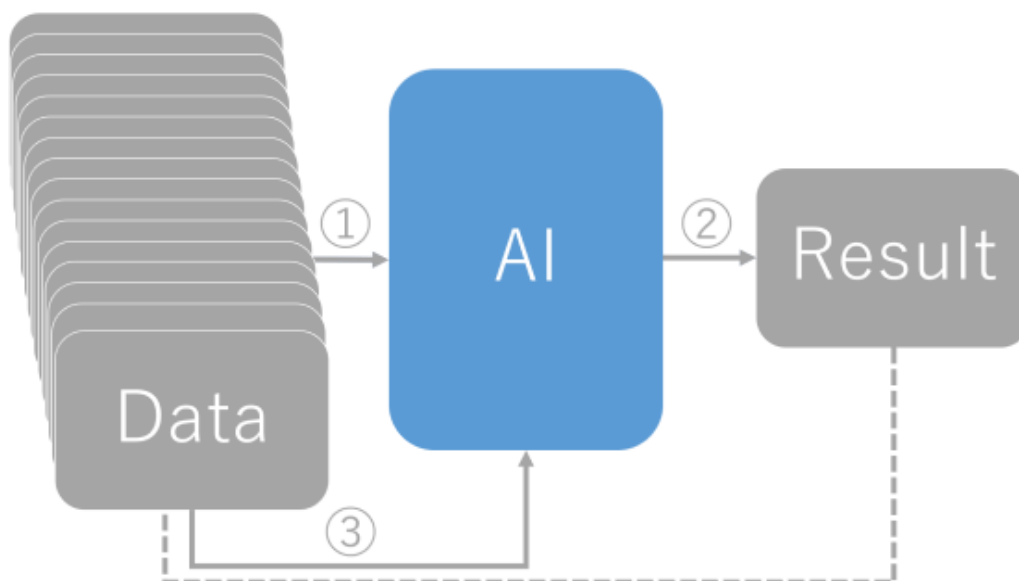 ①
②
AI
Result
Data
③